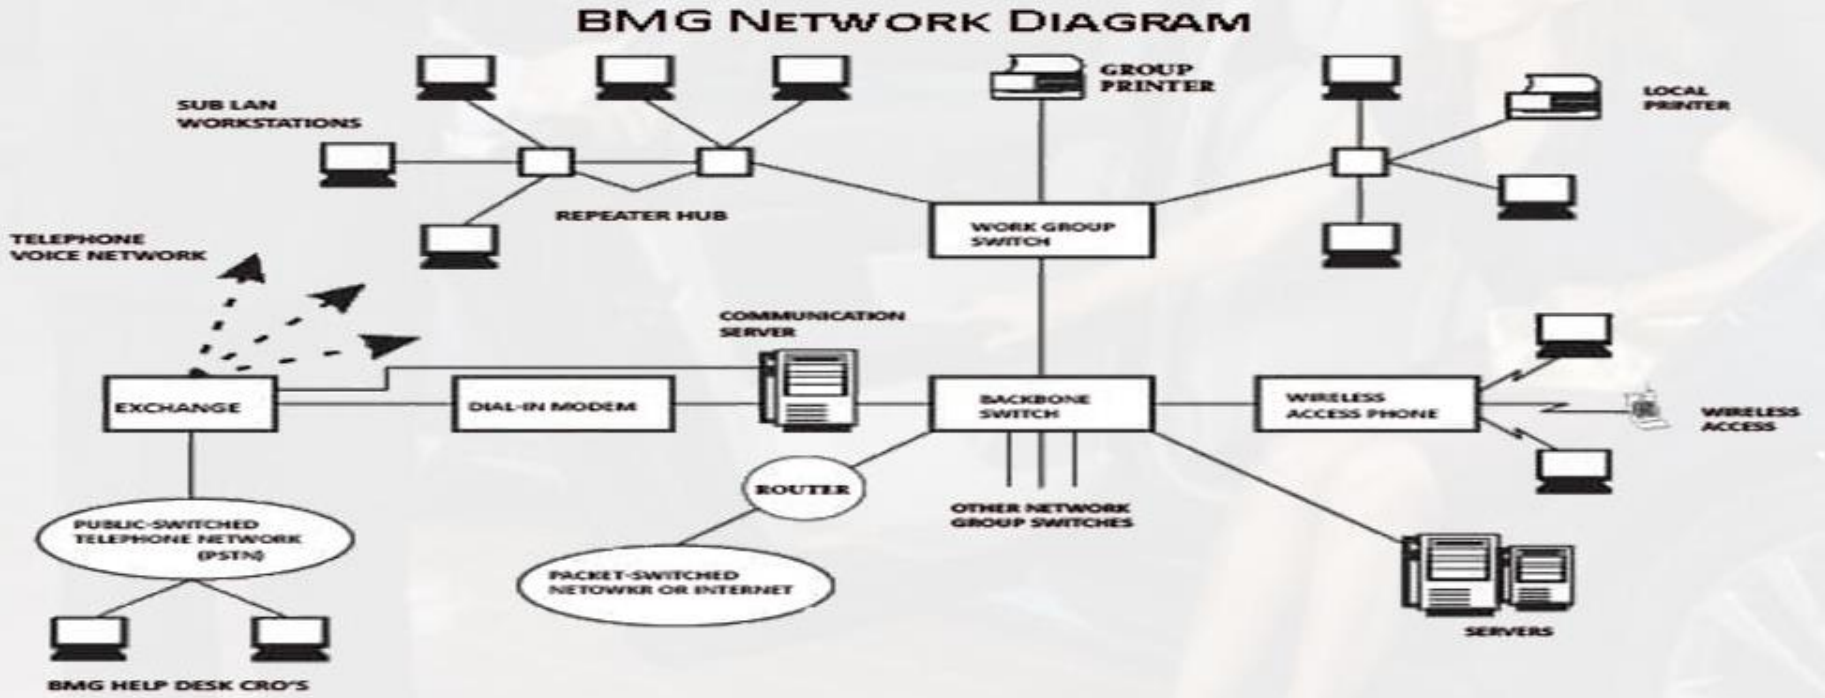 BMG NETWORK DIAGRAM
GROUP
PRINTER
LOCAL
PRINTER
SUB LAN
WORKSTATIONS
REPEATER HUB
WORK GROUP
SWITCH
TELEPHONE
VOICE NETWORK
COMMUNICATION
SERVER
EXCHANGE
DIAL-IN MODEM
BACKBONE
SWITCH
WIRELESS
ACCESS PHONE
WIRELESS
ACCESS
ROUTER
OTHER NETWORK
GROUP SWITCHES
PUBLIC-SWITCHED
TELEPHONE NETWORK
(PSTN)
PACKET-SWITCHED
NETOWKR OR INTERNET
SERVERS
BMG HELP DESK CRO'S